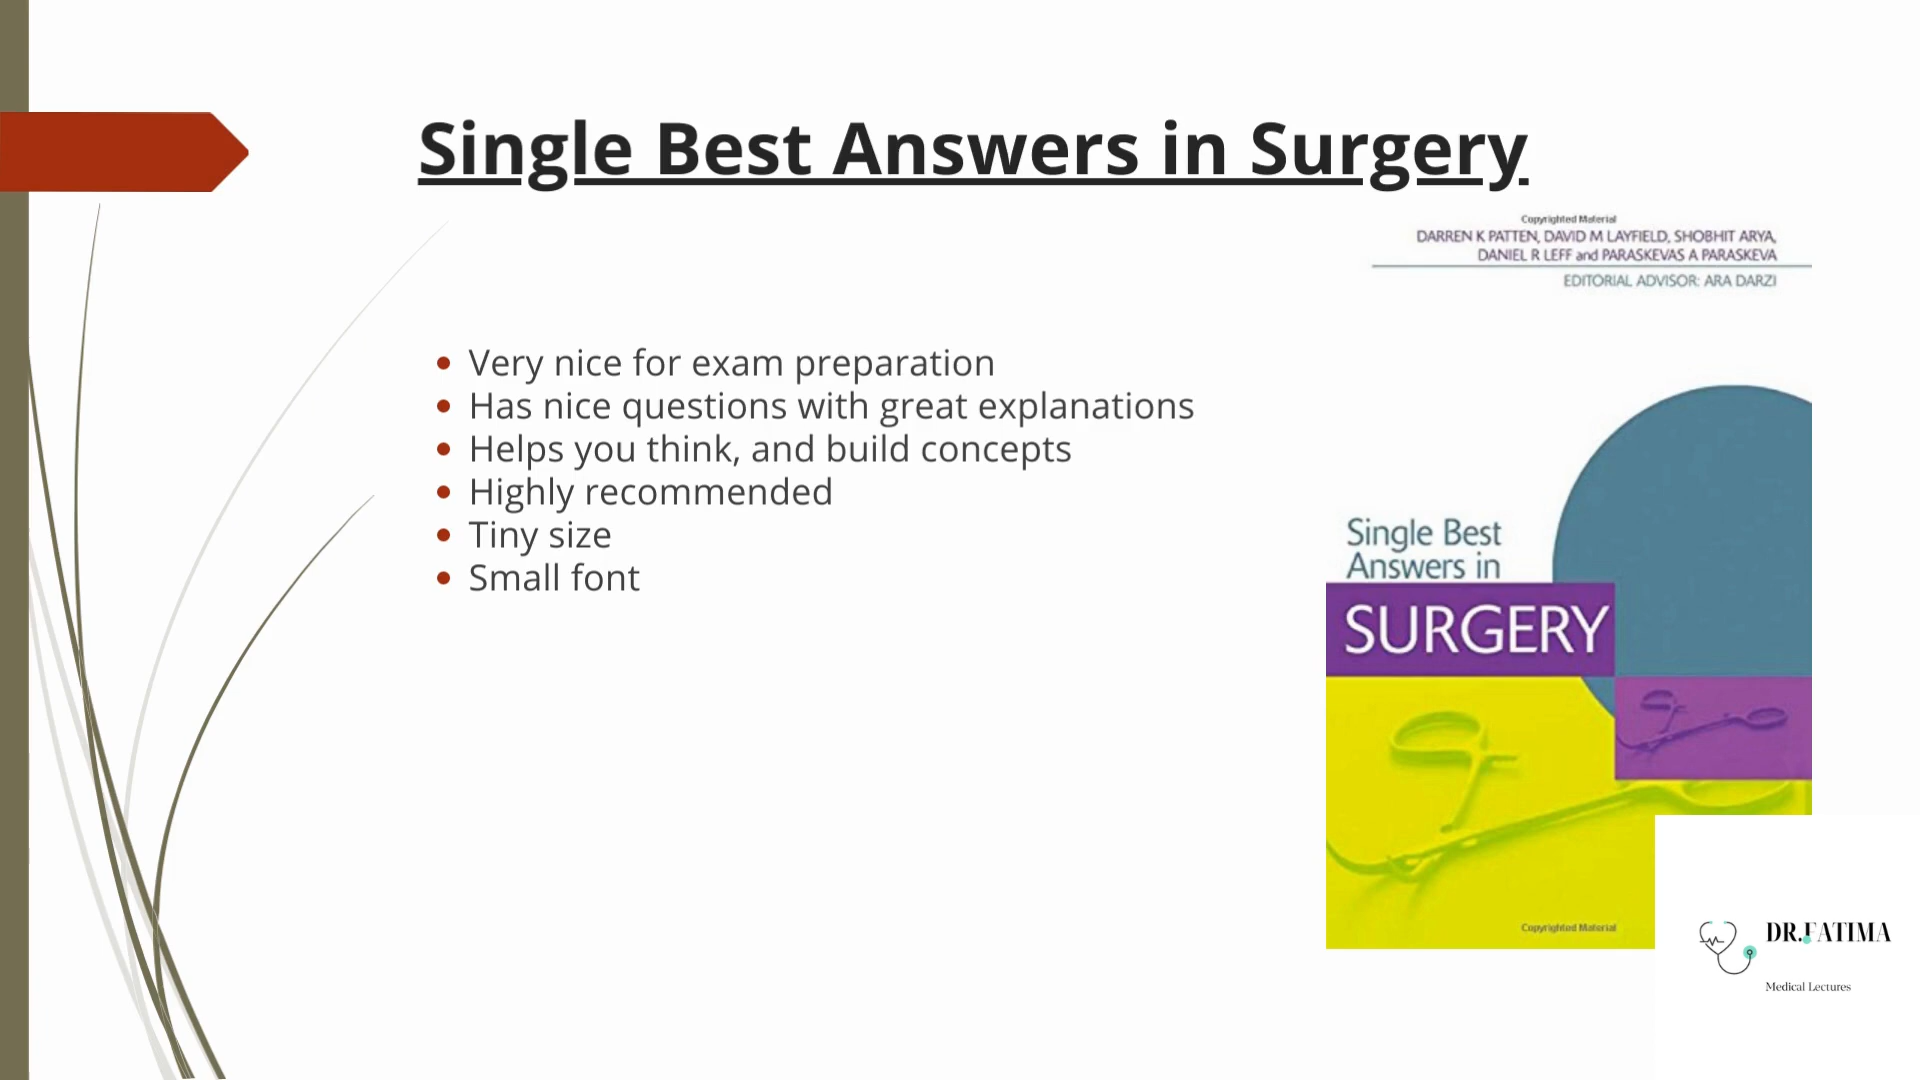 Single Best Answers in Surgery
Very nice for exam preparation
Has nice questions with great explanations
Helps you think, and build concepts
Highly recommended
Tiny size
Small font
Copyrighted Material
DARREN K PATTEN, DAVID M LAYFIELD, SHOBHIT ARYA,
DANIEL R LEFF and PARASKEVAS A PARASKEVA
EDITORIAL ADVISOR: ARA DARZI
Single Best
Answers in
SURGERY
Copyrighted Material
DR.FATIMA
Medical Lectures